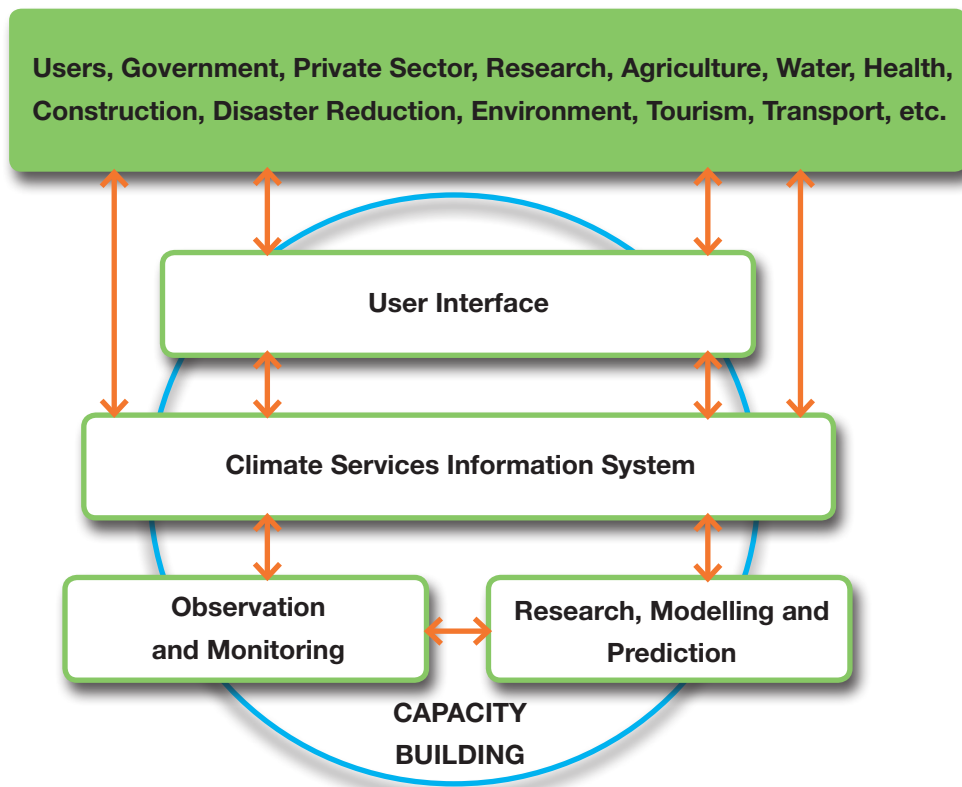 Users, Government, Private Sector, Research, Agriculture, Water, Health,
Construction, Disaster Reduction, Environment, Tourism, Transport, etc.
User Interface
Climate Services Information System
Observation
and Monitoring
Research, Modelling and
Prediction
CAPACITY
BUILDING